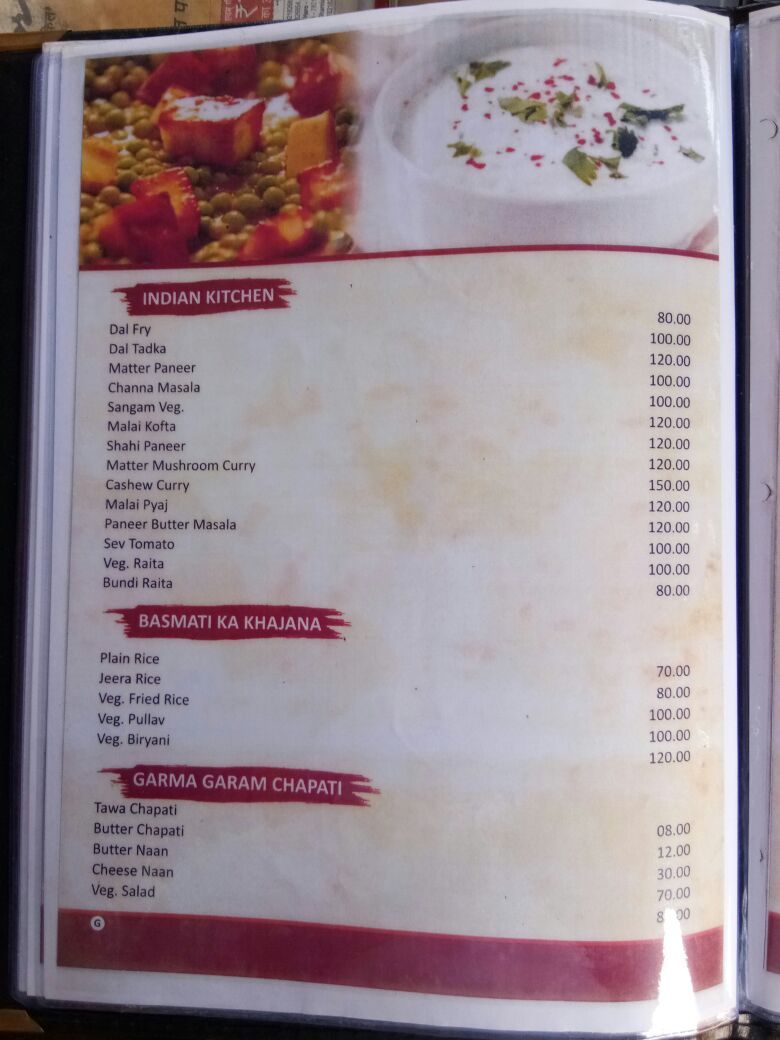 INDIAN KITCHEN
Dal Fry 80.00
Dal Tadka 100.00
Matter Paneer 120.00
Channa Masala 100.00
Sangam Veg. 100.00
Malai Kofta 120.00
Shahi Paneer 120.00
Matter Mushroom Curry 120.00
Cashew Curry 150.00
Malai Pyaj 120.00
Paneer Butter Masala 120.00
Sev Tomato 100.00
Veg. Raita 100.00
Bundi Raita 80.00
BASMATI KA KHAJANA
Plain Rice 70.00
Jeera Rice 80.00
Veg. Fried Rice 100.00
Veg. Pullav 100.00
Veg. Biryani 120.00
GARMA GARAM CHAPATI
Tawa Chapati 08.00
Butter Chapati 12.00
Butter Naan 30.00
Cheese Naan 70.00
Veg. Salad
G